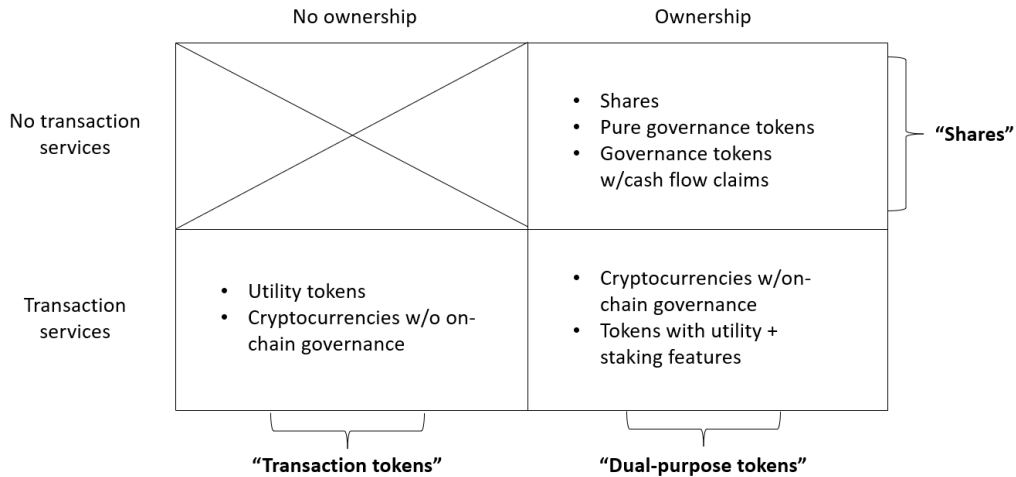 No ownership
Ownership
No transaction
services
• Shares
• Pure governance tokens
• Governance tokens
w/cash flow claims
“Shares”
Transaction
services
• Utility tokens
• Cryptocurrencies w/o on-
chain governance
• Cryptocurrencies w/on-
chain governance
• Tokens with utility +
staking features
“Transaction tokens”
“Dual-purpose tokens”